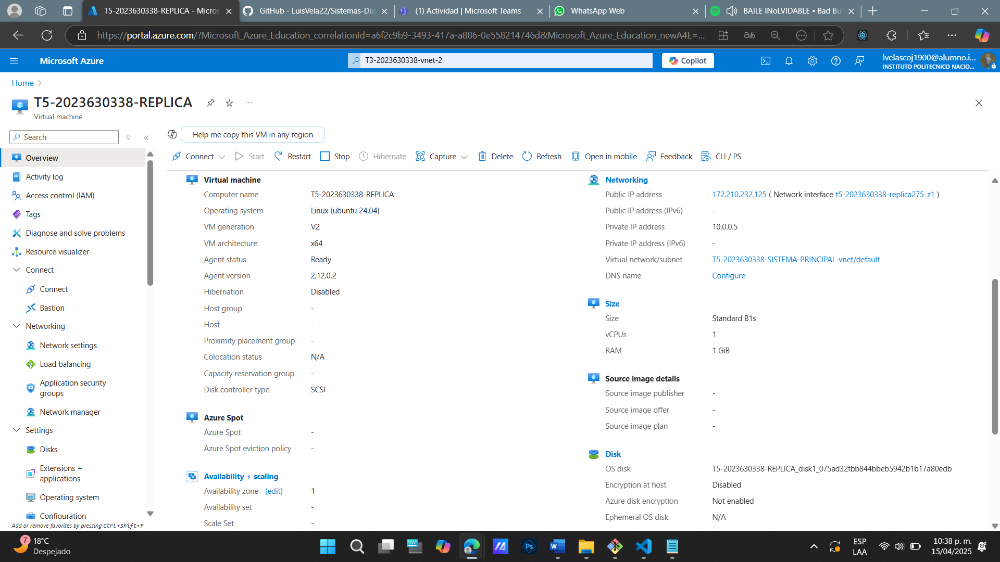 T5-2023630338-REPLICA - Micros
GitHub - LuisVela22/Sistemas-Dis
(1) Actividad | Microsoft Teams
WhatsApp Web
BAILE INoLVIDABLE • Bad Bu
https://portal.azure.com/?Microsoft_Azure_Education_correlationId=a6f2c9b9-3493-417a-a886-0e558214746d&Microsoft_Azure_Education_newA4E=...
Microsoft Azure
T3-2023630338-vnet-2
Copilot
lvelascoj1900@alumno.i...
INSTITUTO POLITECNICO NACIO...
Home
T5-2023630338-REPLICA
Virtual machine
Search
Help me copy this VM in any region
Connect
Start
Restart
Stop
Hibernate
Capture
Delete
Refresh
Open in mobile
Feedback
CLI / PS
Overview
Activity log
Access control (IAM)
Tags
Diagnose and solve problems
Resource visualizer
Connect
Connect
Bastion
Networking
Network settings
Load balancing
Application security
groups
Network manager
Settings
Disks
Extensions +
applications
Operating system
Configuration
Add or remove favorites by pressing Ctrl+Shift+F
Virtual machine
Computer name T5-2023630338-REPLICA
Operating system Linux (ubuntu 24.04)
VM generation V2
VM architecture x64
Agent status Ready
Agent version 2.12.0.2
Hibernation Disabled
Host group -
Host -
Proximity placement group -
Colocation status N/A
Capacity reservation group -
Disk controller type SCSI
Azure Spot
Azure Spot -
Azure Spot eviction policy -
Availability + scaling
Availability zone (edit) 1
Availability set -
Scale Set -
Networking
Public IP address 172.210.232.125 ( Network interface t5-2023630338-replica275_z1 )
Public IP address (IPv6) -
Private IP address 10.0.0.5
Private IP address (IPv6) -
Virtual network/subnet T5-2023630338-SISTEMA-PRINCIPAL-vnet/default
DNS name Configure
Size
Size Standard B1s
vCPUs 1
RAM 1 GiB
Source image details
Source image publisher -
Source image offer -
Source image plan -
Disk
OS disk T5-2023630338-REPLICA_disk1_075ad32fbb844bbeb5942b1b17a80edb
Encryption at host Disabled
Azure disk encryption Not enabled
Ephemeral OS disk N/A
7
18°C
Despejado
ESP
LAA
10:38 p. m.
15/04/2025